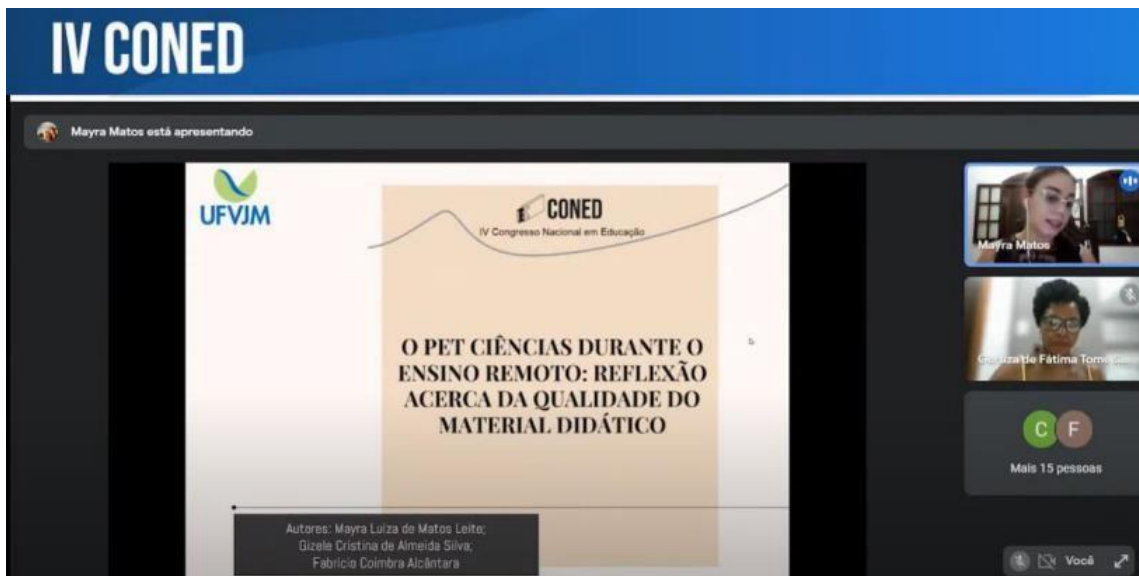 IV CONED
Mayra Matos está apresentando
UFVJM
CONED
IV Congresso Nacional em Educação
O PET CIÊNCIAS DURANTE O
ENSINO REMOTO: REFLEXÃO
ACERCA DA QUALIDADE DO
MATERIAL DIDÁTICO
Autores: Mayra Luiza de Matos Leite;
Gizele Cristina de Almeida Silva;
Fabricio Coimbra Alcântara
Mayra Matos
de Fátima
C F
Mais 15 pessoas
Você